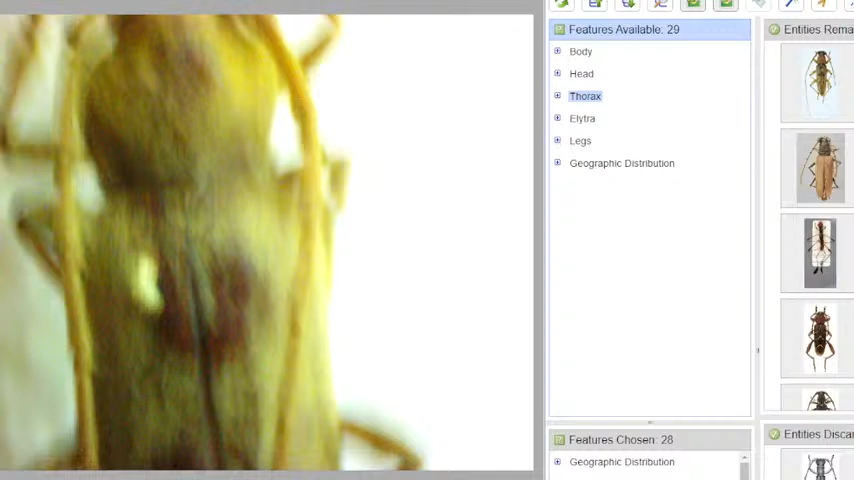 Features Available: 29
Body
Head
Thorax
Elytra
Legs
Geographic Distribution
Features Chosen: 28
Geographic Distribution
Entities Rema
Entities Discar